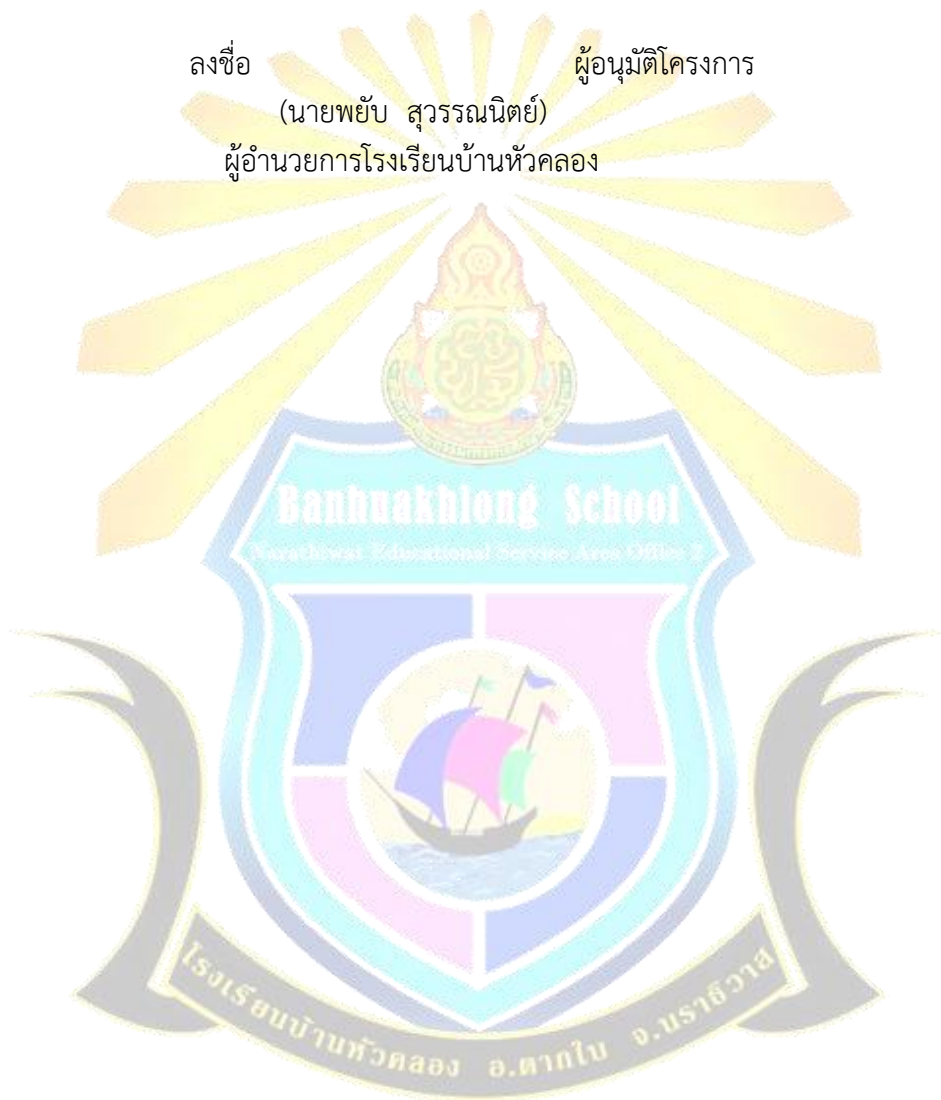 ลงชื่อ ผู้อนุมัติโครงการ
(นายพยับ สุวรรณนิตย์)
ผู้อำนวยการโรงเรียนบ้านหัวคลอง
Banhuakhlong School
Narathiwat Educational Service Area Office 2
โรงเรียนบ้านหัวคลอง อ.ตากใบ จ.นราธิวาส